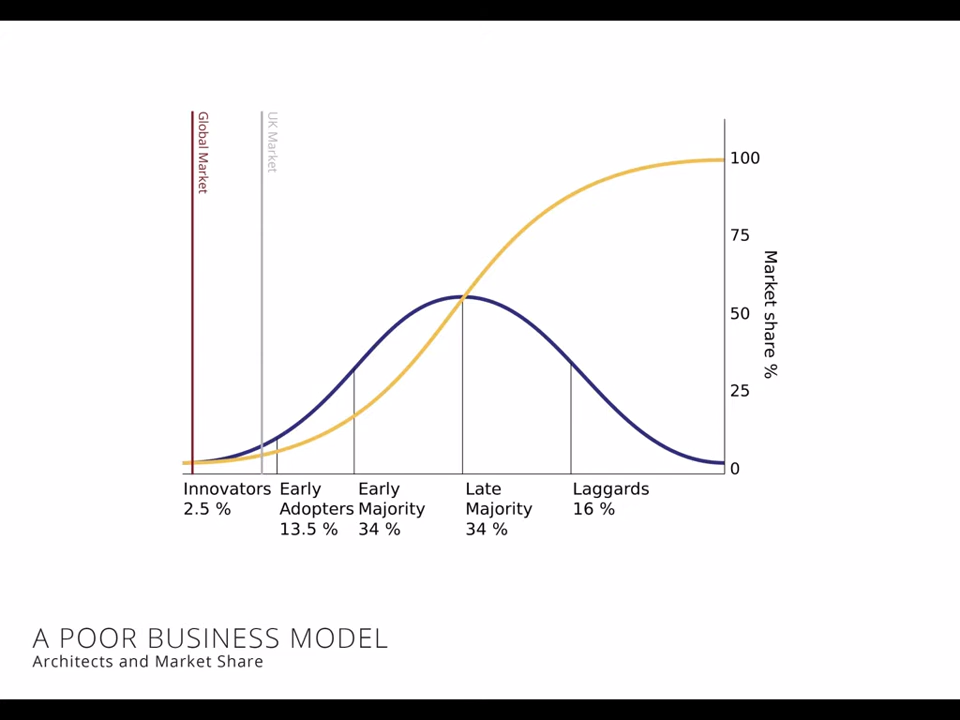 Global Market
UK Market
100
75
50
25
0
Market share %
Innovators
2.5 %
Early
Adopters
13.5 %
Early
Majority
34 %
Late
Majority
34 %
Laggards
16 %
A POOR BUSINESS MODEL
Architects and Market Share